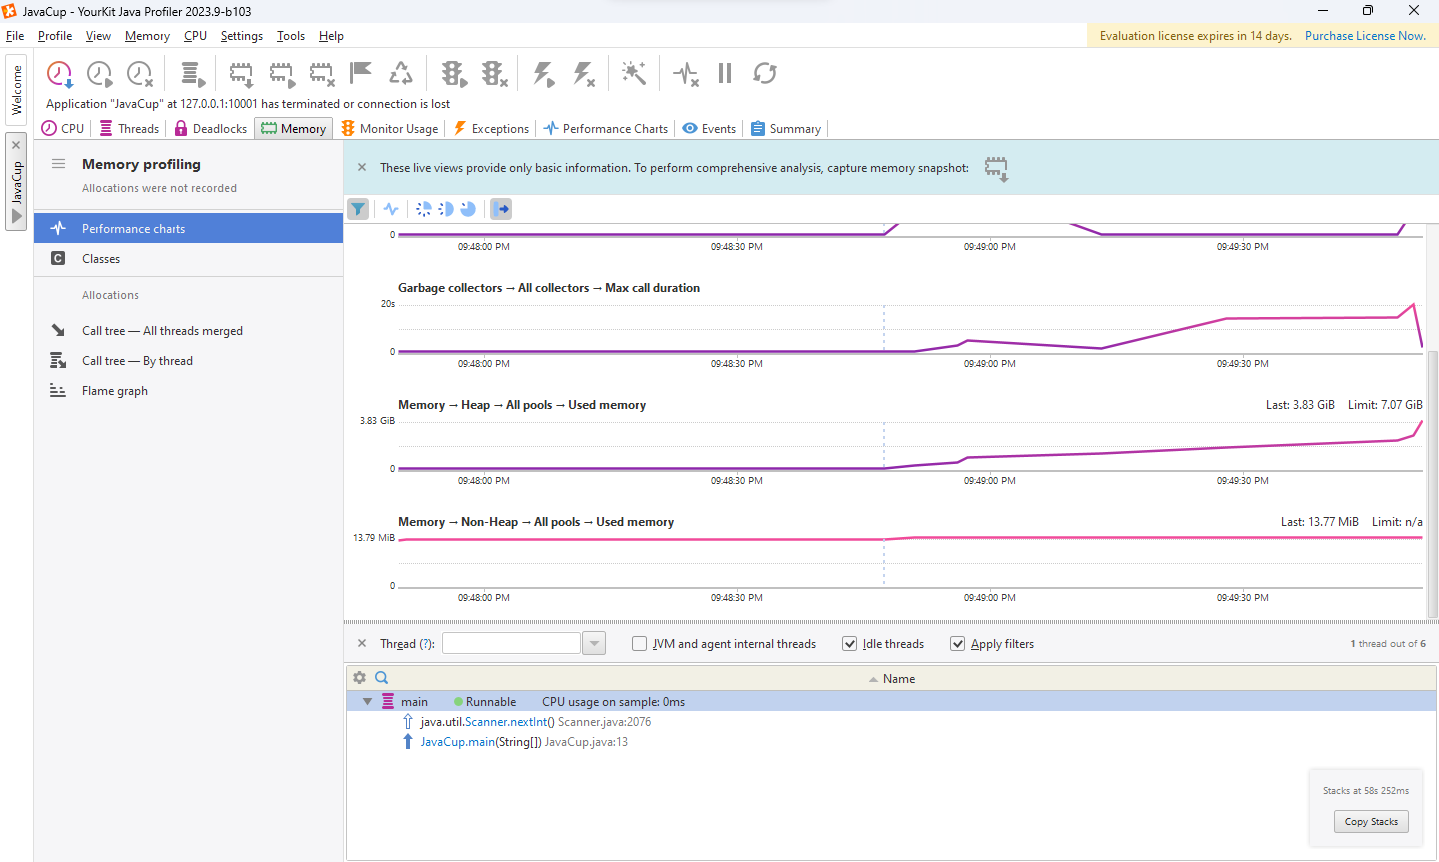 JavaCup - YourKit Java Profiler 2023.9-b103
File Profile View Memory CPU Settings Tools Help
Evaluation license expires in 14 days. Purchase License Now.
Welcome
JavaCup
Application "JavaCup" at 127.0.0.1:10001 has terminated or connection is lost
CPU Threads Deadlocks Memory Monitor Usage Exceptions Performance Charts Events Summary
Memory profiling
Allocations were not recorded
Performance charts
C Classes
Allocations
Call tree — All threads merged
Call tree — By thread
Flame graph
These live views provide only basic information. To perform comprehensive analysis, capture memory snapshot:
0
09:48:00 PM 09:48:30 PM 09:49:00 PM 09:49:30 PM
Garbage collectors → All collectors → Max call duration
20s
0
09:48:00 PM 09:48:30 PM 09:49:00 PM 09:49:30 PM
Memory → Heap → All pools → Used memory Last: 3.83 GiB Limit: 7.07 GiB
3.83 GiB
0
09:48:00 PM 09:48:30 PM 09:49:00 PM 09:49:30 PM
Memory → Non-Heap → All pools → Used memory Last: 13.77 MiB Limit: n/a
13.79 MiB
0
09:48:00 PM 09:48:30 PM 09:49:00 PM 09:49:30 PM
Thread (?): JVM and agent internal threads Idle threads Apply filters 1 thread out of 6
Name
main Runnable CPU usage on sample: 0ms
java.util.Scanner.nextInt() Scanner.java:2076
JavaCup.main(String[]) JavaCup.java:13
Stacks at 58s 252ms
Copy Stacks